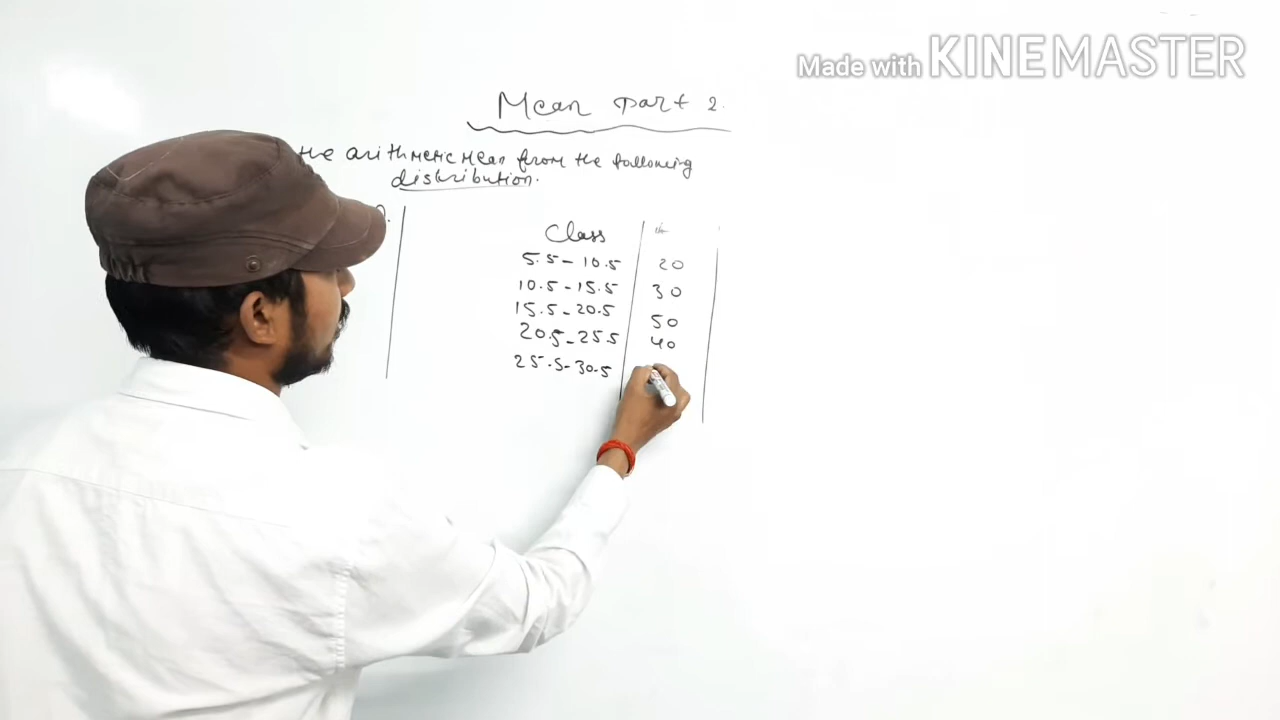 Made with KINEMASTER
Mean Part 2.
the arithmetic Mean from the following
distribution.
Class
5.5-10.5 20
10.5-15.5 30
15.5-20.5 50
20.5-25.5 40
25.5-30.5